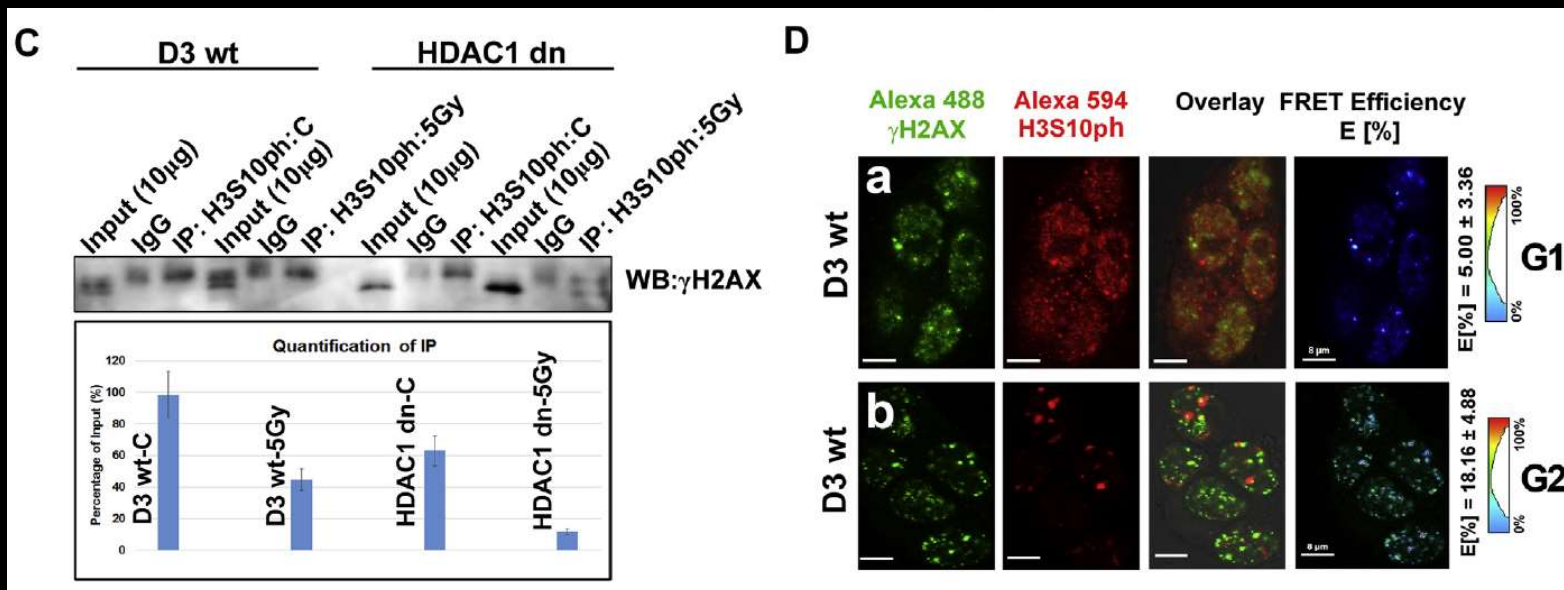 C
D3 wt
HDAC1 dn
Input (10µg)
IgG
IP: H3S10ph:C
Input (10µg)
IgG
IP: H3S10ph:5Gy
Input (10µg)
IgG
IP: H3S10ph:C
Input (10µg)
IgG
IP: H3S10ph:5Gy
WB:γH2AX
Quantification of IP
Percentage of Input (%)
120
100
80
60
40
20
0
D3 wt-C
D3 wt-5Gy
HDAC1 dn-C
HDAC1 dn-5Gy
D
Alexa 488
γH2AX
Alexa 594
H3S10ph
Overlay
FRET Efficiency
E [%]
a
D3 wt
8 µm
E[%] = 5.00 ± 3.36
100%
0%
G1
b
D3 wt
8 µm
E[%] = 18.16 ± 4.88
100%
0%
G2